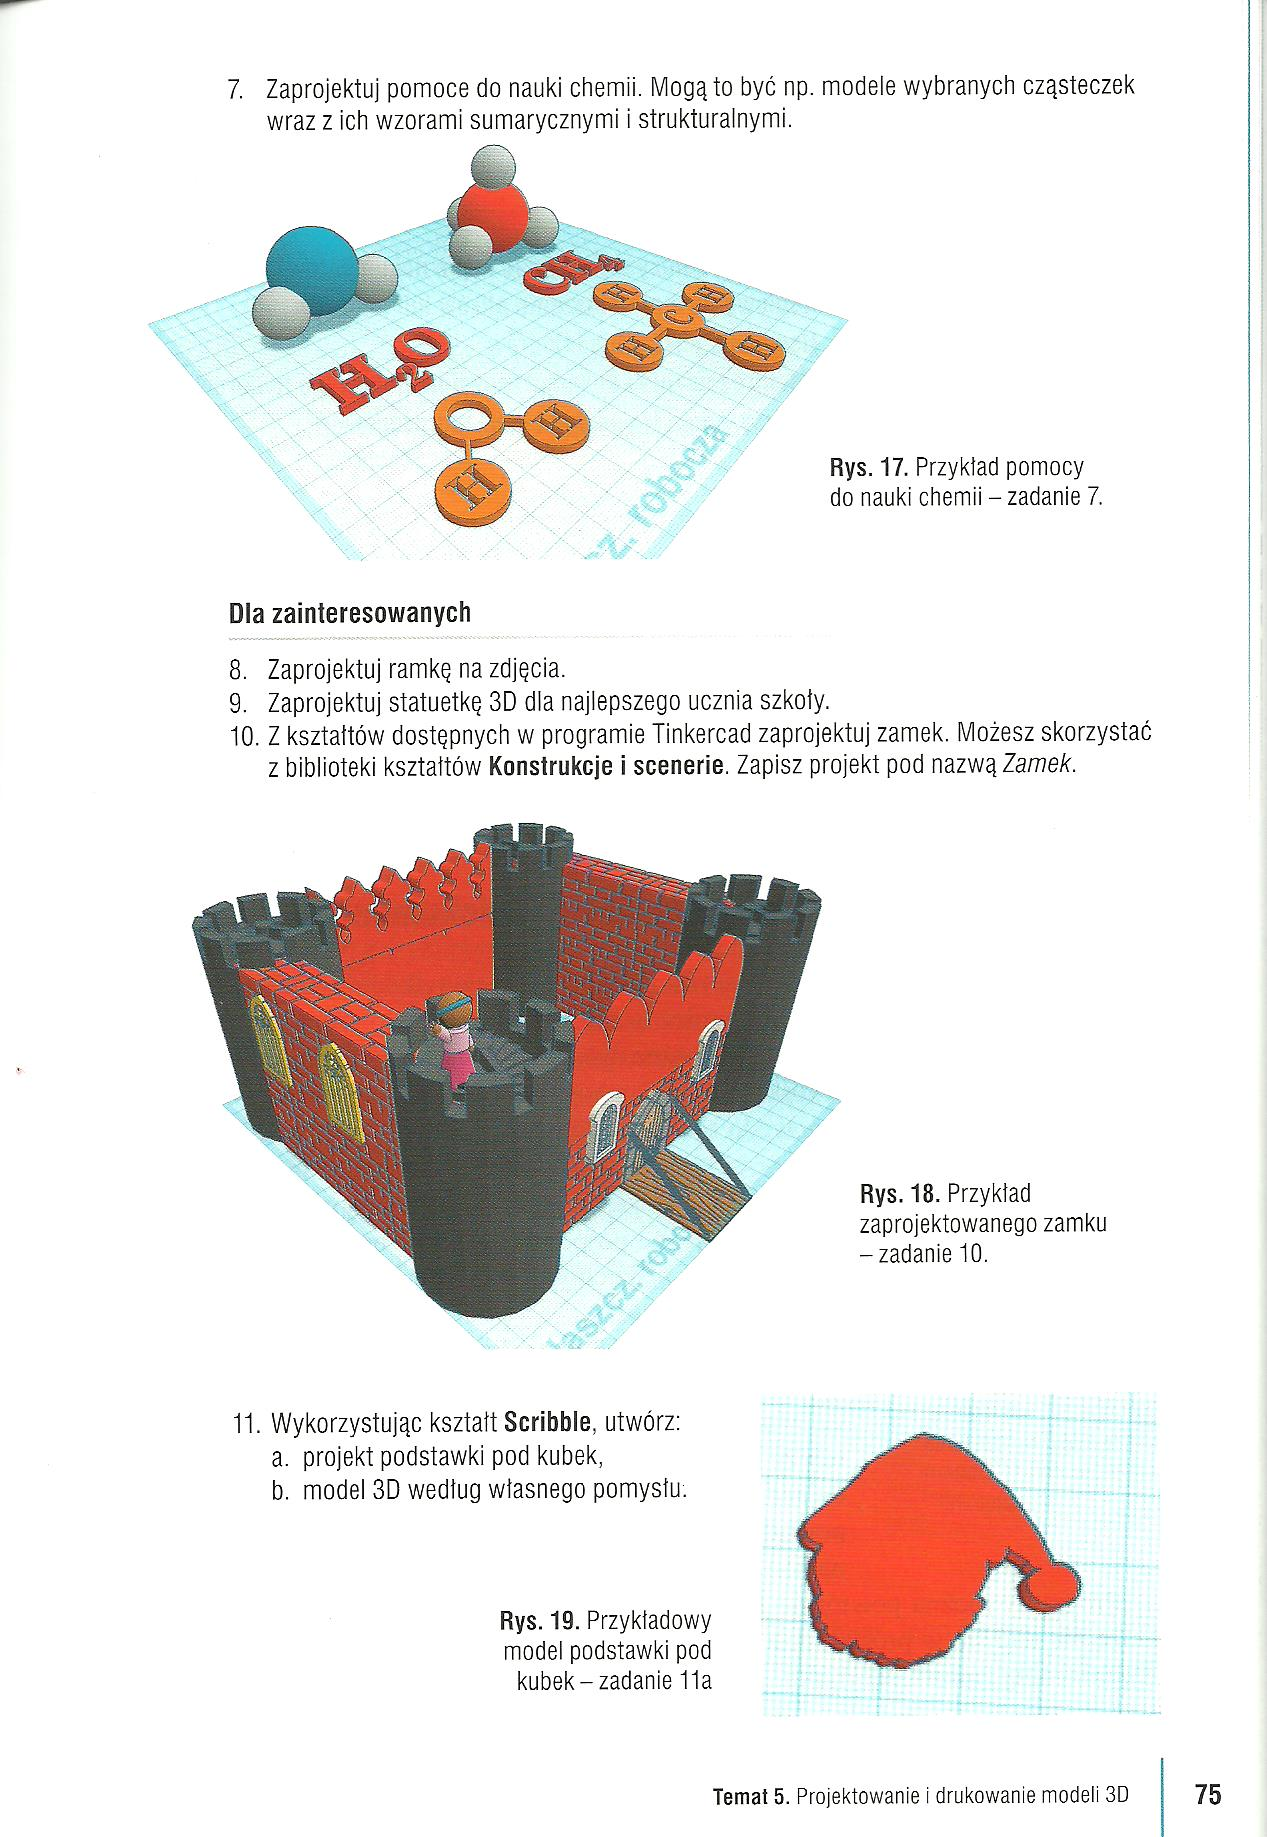 7. Zaprojektuj pomoce do nauki chemii. Mogą to być np. modele wybranych cząsteczek
wraz z ich wzorami sumarycznymi i strukturalnymi.
CH4
H H
C
H H
H2O
O H
H
cz. robocza
Rys. 17. Przykład pomocy
do nauki chemii – zadanie 7.
Dla zainteresowanych
8. Zaprojektuj ramkę na zdjęcia.
9. Zaprojektuj statuetkę 3D dla najlepszego ucznia szkoły.
10. Z kształtów dostępnych w programie Tinkercad zaprojektuj zamek. Możesz skorzystać
z biblioteki kształtów Konstrukcje i scenerie. Zapisz projekt pod nazwą Zamek.
łaszcz. robo
Rys. 18. Przykład
zaprojektowanego zamku
– zadanie 10.
11. Wykorzystując kształt Scribble, utwórz:
a. projekt podstawki pod kubek,
b. model 3D według własnego pomysłu.
Rys. 19. Przykładowy
model podstawki pod
kubek – zadanie 11a
Temat 5. Projektowanie i drukowanie modeli 3D 75